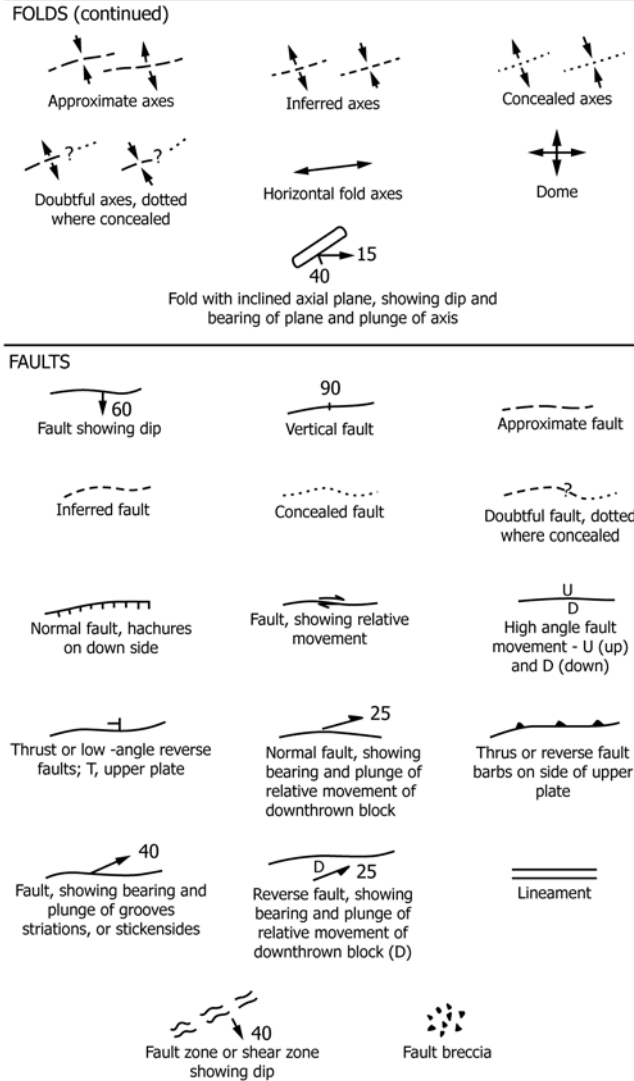 FOLDS (continued)
Approximate axes
Inferred axes
Concealed axes
?
?
Doubtful axes, dotted
where concealed
Horizontal fold axes
Dome
15
40
Fold with inclined axial plane, showing dip and
bearing of plane and plunge of axis
FAULTS
60
Fault showing dip
90
Vertical fault
Approximate fault
Inferred fault
Concealed fault
?
Doubtful fault, dotted
where concealed
Normal fault, hachures
on down side
Fault, showing relative
movement
U
D
High angle fault
movement - U (up)
and D (down)
T
Thrust or low -angle reverse
faults; T, upper plate
25
Normal fault, showing
bearing and plunge of
relative movement of
downthrown block
Thrus or reverse fault
barbs on side of upper
plate
40
Fault, showing bearing and
plunge of grooves
striations, or stickensides
D
25
Reverse fault, showing
bearing and plunge of
relative movement of
downthrown block (D)
Lineament
40
Fault zone or shear zone
showing dip
Fault breccia